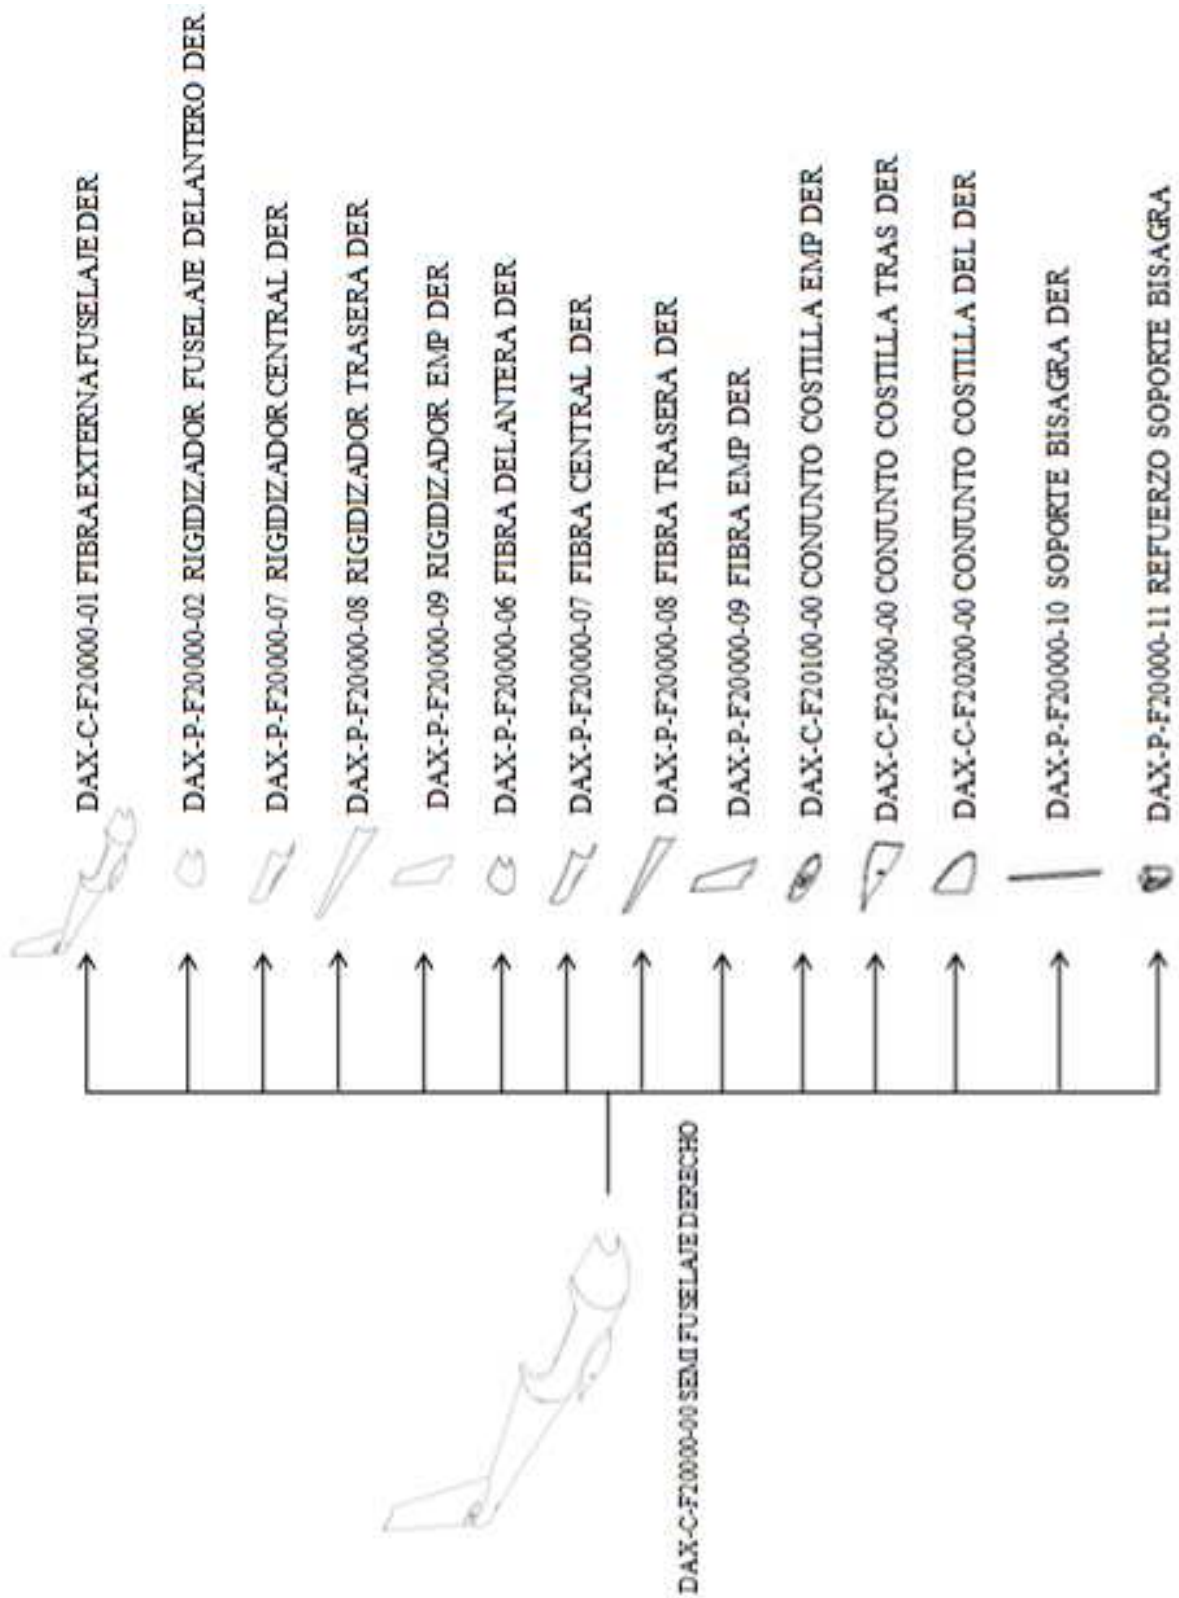 DAX-C-F20000-01 FIBRA EXTERNA FUSELAJE DER
DAX-P-F20000-02 RIGIDIZADOR FUSELAJE DELANTERO DER
DAX-P-F20000-07 RIGIDIZADOR CENTRAL DER
DAX-P-F20000-08 RIGIDIZADOR TRASERA DER
DAX-P-F20000-09 RIGIDIZADOR EMP DER
DAX-P-F20000-06 FIBRA DELANTERA DER
DAX-P-F20000-07 FIBRA CENTRAL DER
DAX-P-F20000-08 FIBRA TRASERA DER
DAX-P-F20000-09 FIBRA EMP DER
DAX-C-F20100-00 CONJUNTO COSTILLA EMP DER
DAX-C-F20300-00 CONJUNTO COSTILLA TRAS DER
DAX-C-F20200-00 CONJUNTO COSTILLA DEL DER
DAX-P-F20000-10 SOPORTE BISAGRA DER
DAX-P-F20000-11 REFUERZO SOPORTE BISAGRA
DAX-C-F20000-00 SEMI FUSELAJE DERECHO